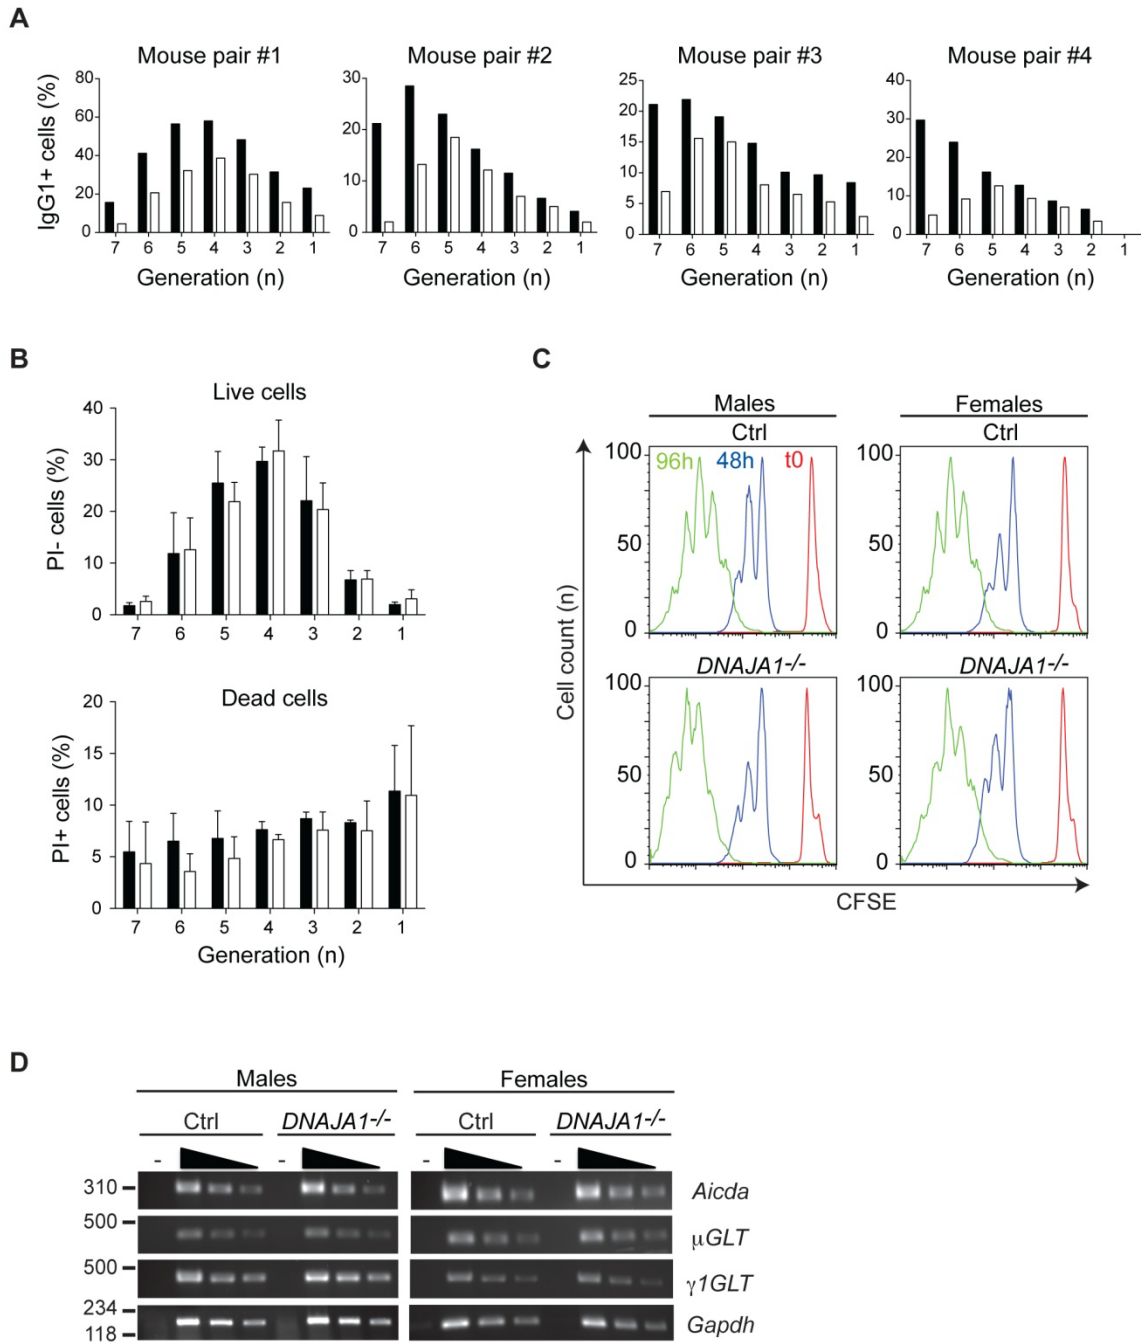 A
Mouse pair #1
Mouse pair #2
Mouse pair #3
Mouse pair #4
IgG1+ cells (%)
80
60
40
20
0
30
20
10
0
25
20
15
10
5
0
40
30
20
10
0
7 6 5 4 3 2 1
7 6 5 4 3 2 1
7 6 5 4 3 2 1
7 6 5 4 3 2 1
Generation (n)
Generation (n)
Generation (n)
Generation (n)
B
Live cells
PI- cells (%)
40
30
20
10
0
7 6 5 4 3 2 1
Dead cells
PI+ cells (%)
20
15
10
5
0
7 6 5 4 3 2 1
Generation (n)
C
Males
Females
Ctrl
Ctrl
100
50
0
96h 48h t0
100
50
0
DNAJA1-/-
DNAJA1-/-
100
50
0
100
50
0
Cell count (n)
CFSE
D
Males
Females
Ctrl
DNAJA1-/-
Ctrl
DNAJA1-/-
- - - -
310
Aicda
500
μGLT
500
γ1GLT
234
118
Gapdh